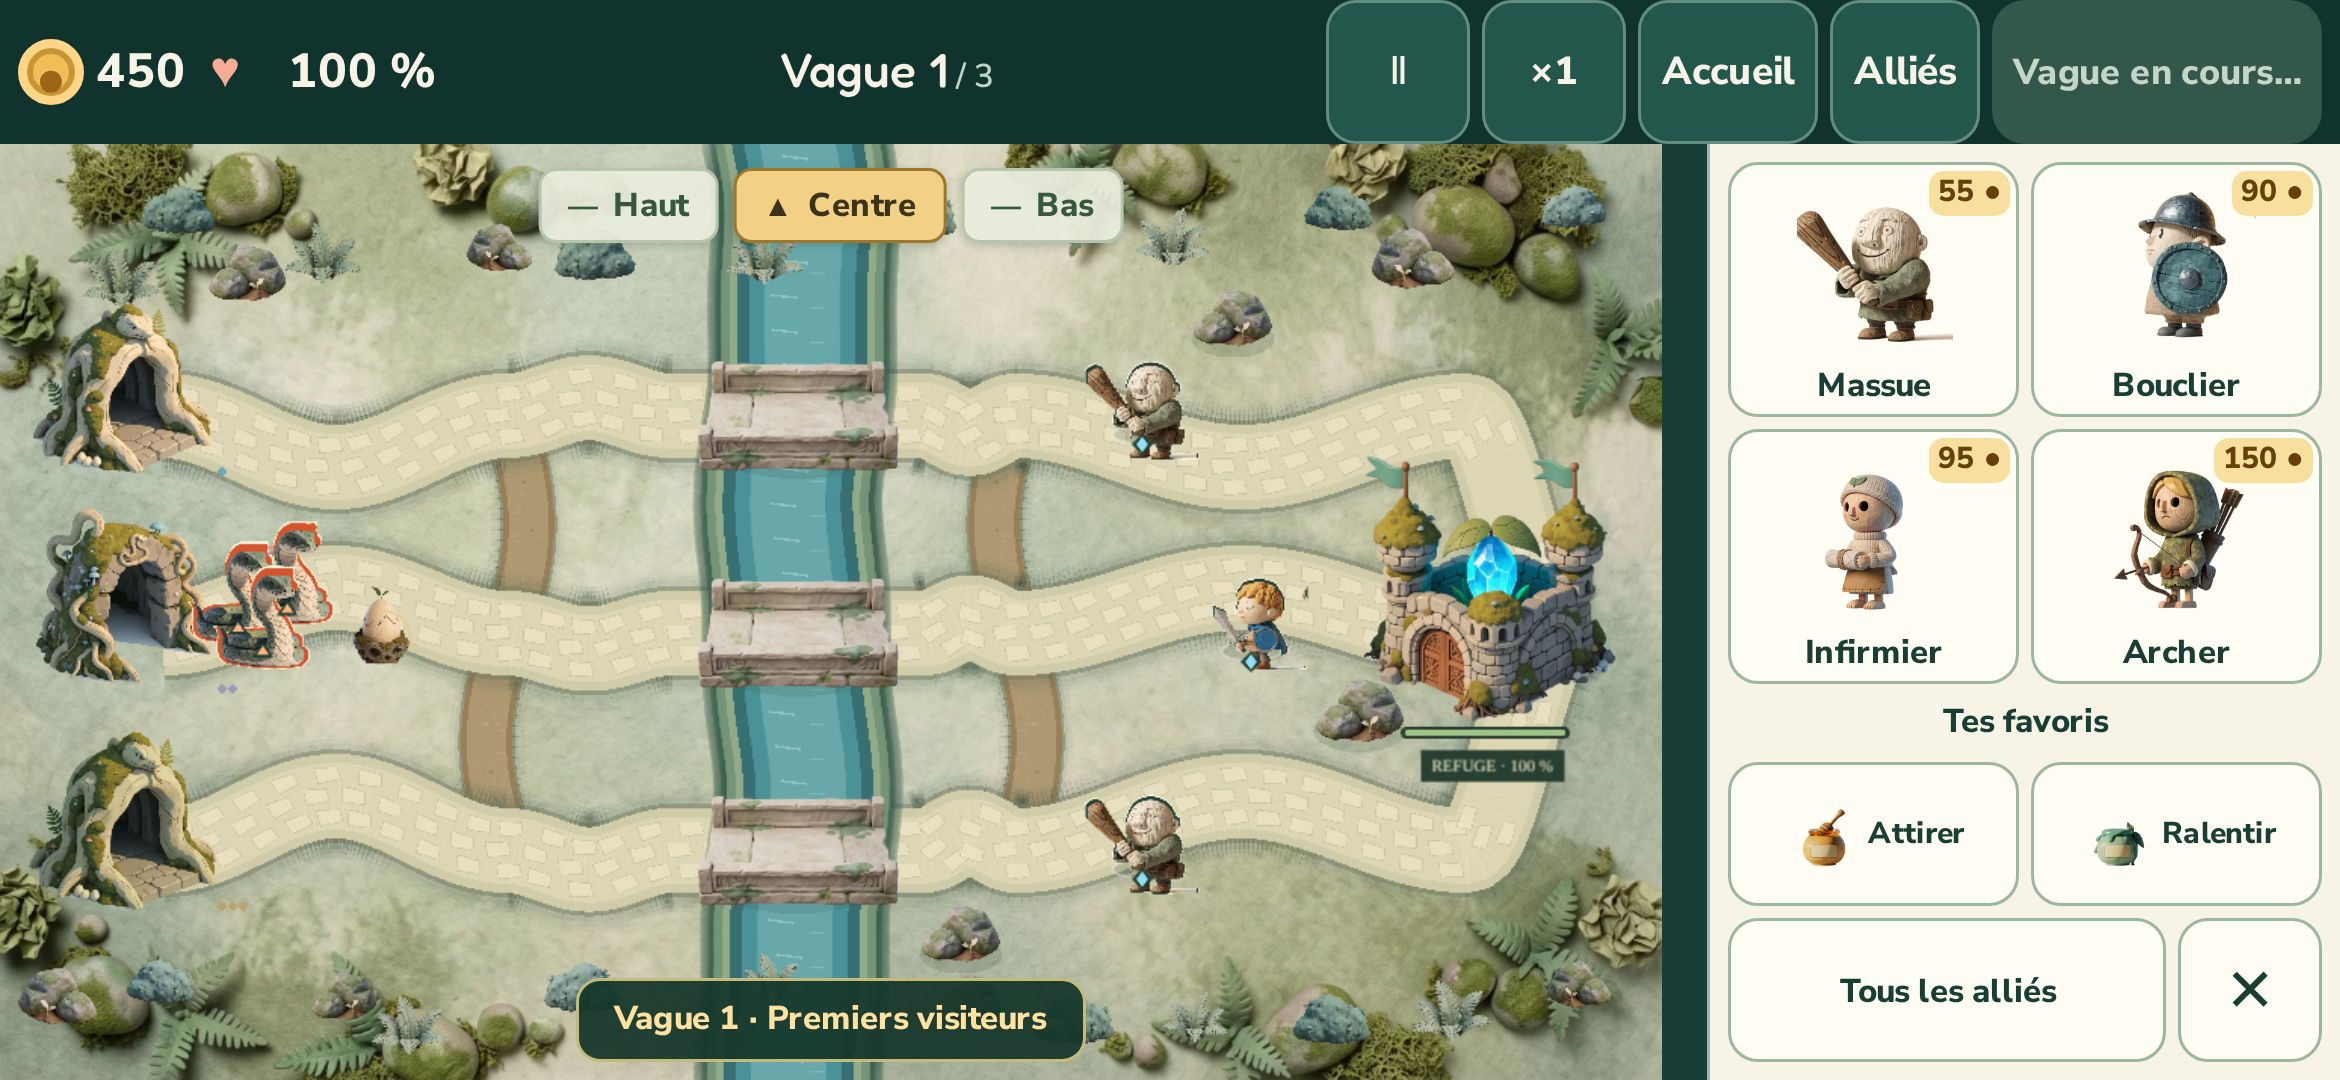 450 ♥ 100 %
Vague 1 / 3
||
×1
Accueil
Alliés
Vague en cours...
— Haut
▲ Centre
— Bas
55 ●
Massue
90 ●
Bouclier
95 ●
Infirmier
150 ●
Archer
Tes favoris
Attirer
Ralentir
Tous les alliés
✕
REFUGE · 100 %
Vague 1 · Premiers visiteurs